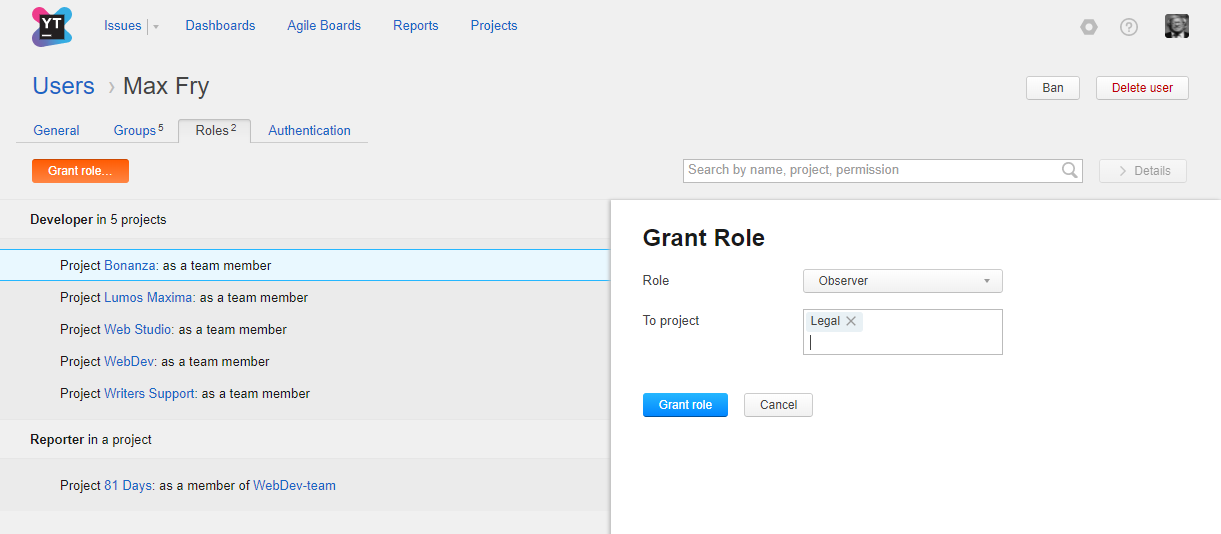 YT
Issues Dashboards Agile Boards Reports Projects
Users › Max Fry
Ban Delete user
General Groups 5 Roles 2 Authentication
Grant role...
Search by name, project, permission
Details
Developer in 5 projects
Project Bonanza: as a team member
Project Lumos Maxima: as a team member
Project Web Studio: as a team member
Project WebDev: as a team member
Project Writers Support: as a team member
Reporter in a project
Project 81 Days: as a member of WebDev-team
Grant Role
Role Observer
To project Legal
Grant role Cancel